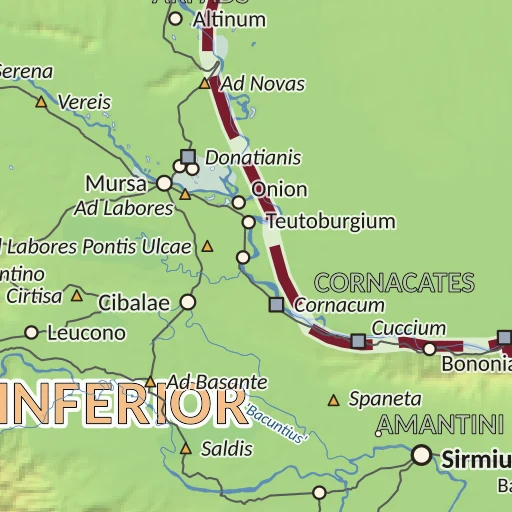 Altinum
Serena
Ad Novas
Vereis
Donatianis
Mursa
Onion
Ad Labores
Teutoburgium
Labores Pontis Ulcae
ntino
CORNACATES
Cirtisa
Cibalae
Cornacum
Leucono
Cuccium
Bononia
Ad Basante
INFERIOR
Spaneta
'Bacuntius'
AMANTINI
Saldis
Sirmiu
Ba